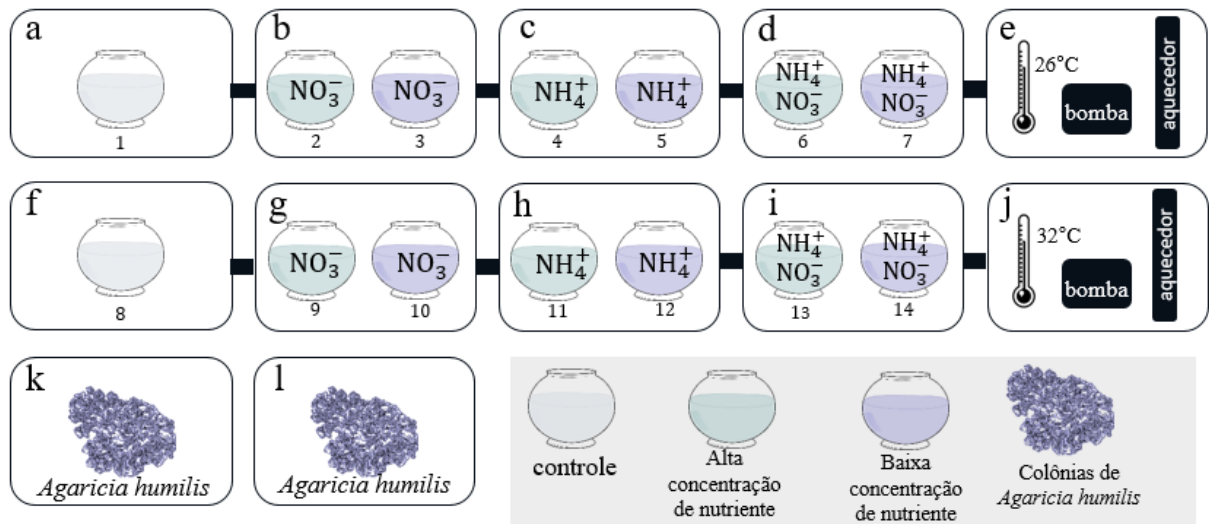 a
b
c
d
e
NO₃⁻
NO₃⁻
NH₄⁺
NH₄⁺
NH₄⁺
NO₃⁻
NH₄⁺
NO₃⁻
26°C
bomba
aquecedor
1
2
3
4
5
6
7
f
g
h
i
j
NO₃⁻
NO₃⁻
NH₄⁺
NH₄⁺
NH₄⁺
NO₃⁻
NH₄⁺
NO₃⁻
32°C
bomba
aquecedor
8
9
10
11
12
13
14
k
Agaricia humilis
l
Agaricia humilis
controle
Alta
concentração
de nutriente
Baixa
concentração
de nutriente
Colônias de
Agaricia humilis